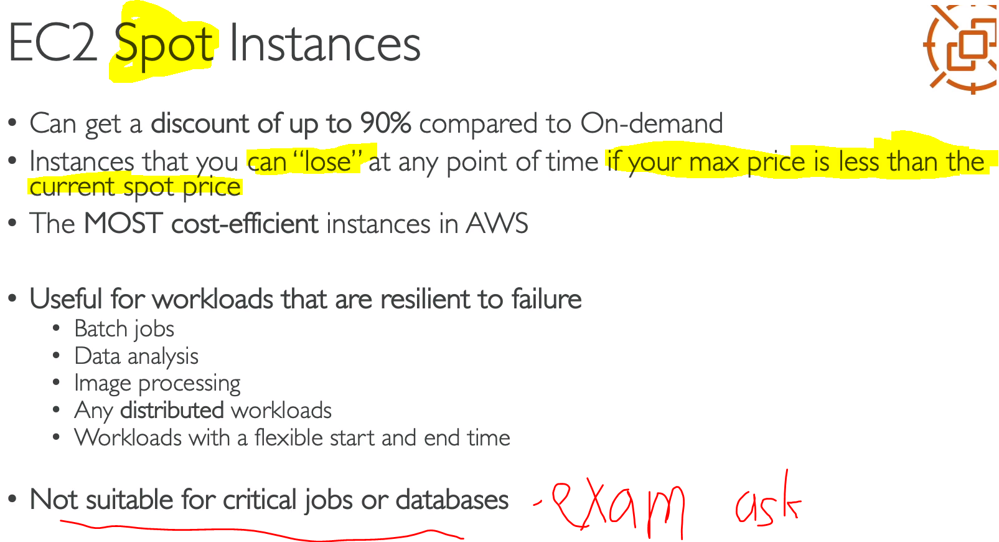 EC2 Spot Instances
• Can get a discount of up to 90% compared to On-demand
• Instances that you can “lose” at any point of time if your max price is less than the
current spot price
• The MOST cost-efficient instances in AWS
• Useful for workloads that are resilient to failure
• Batch jobs
• Data analysis
• Image processing
• Any distributed workloads
• Workloads with a flexible start and end time
• Not suitable for critical jobs or databases - exam ask